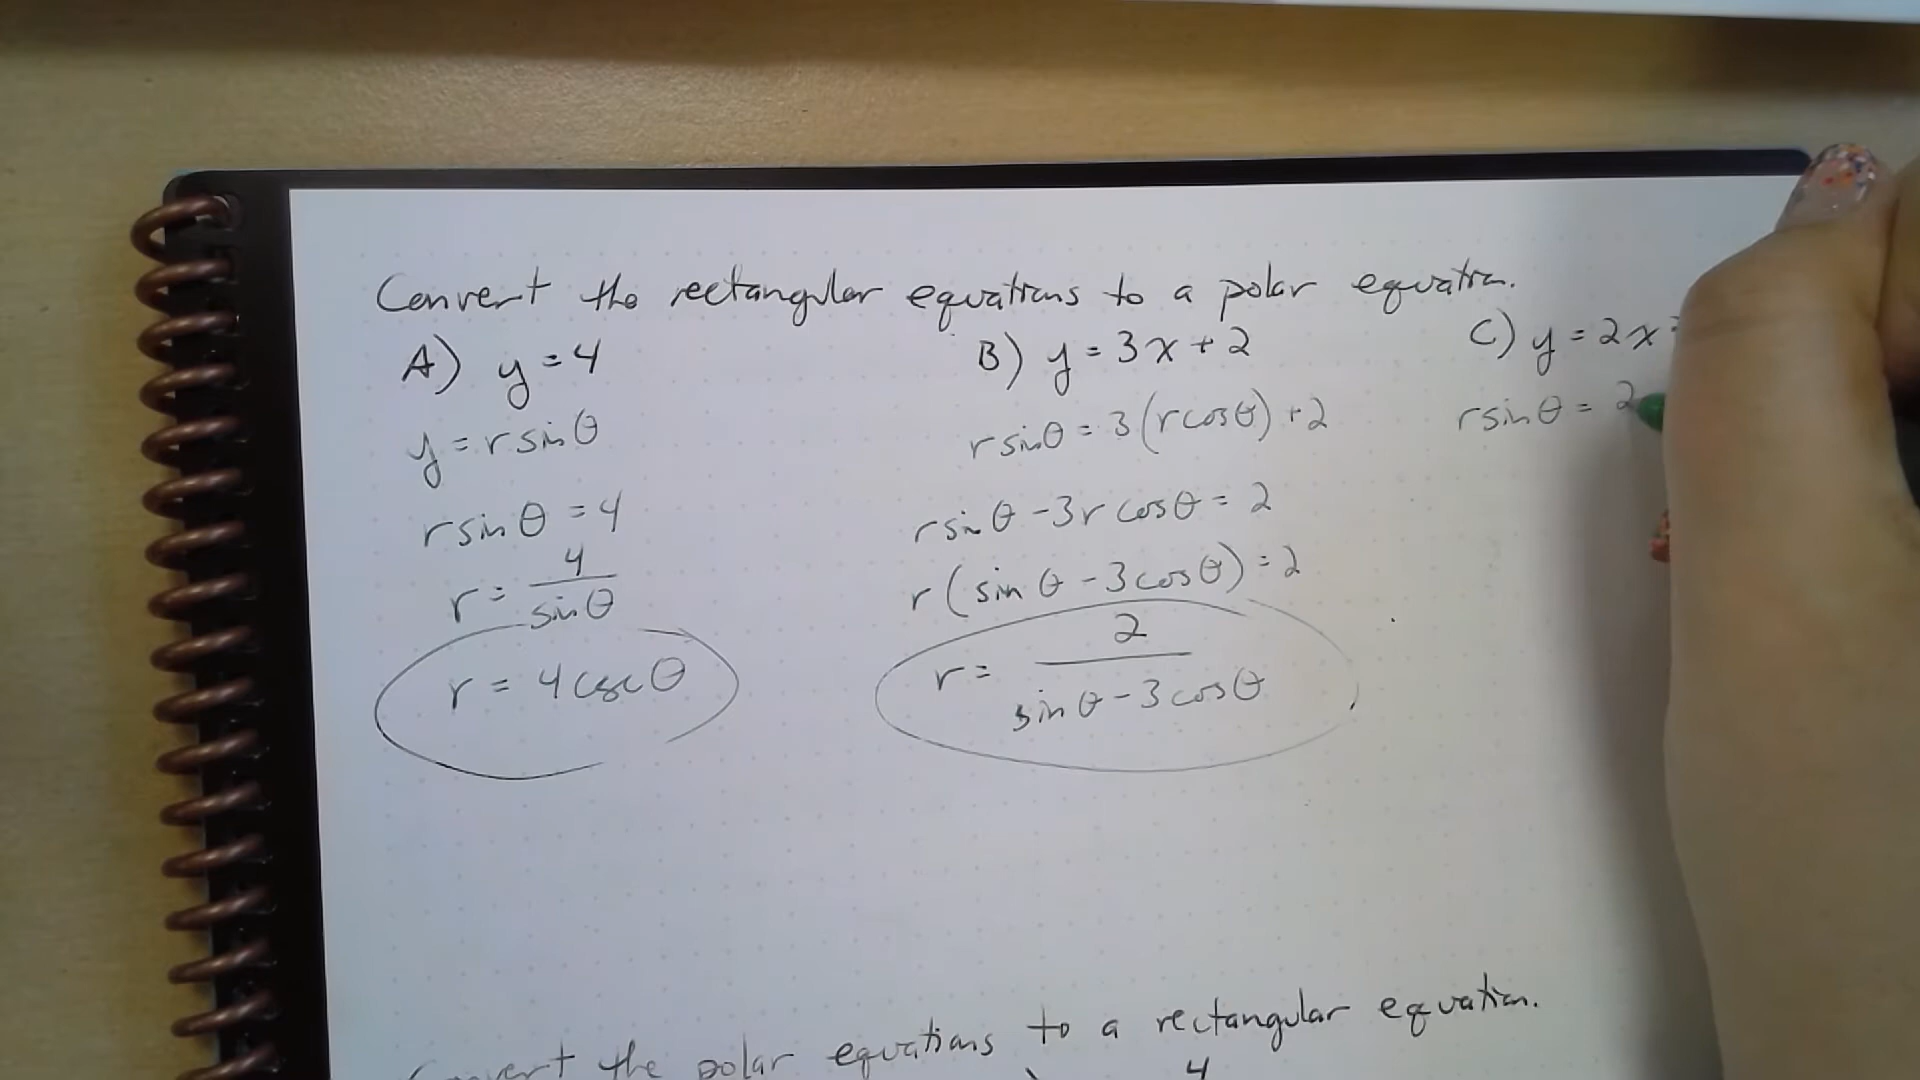 Convert the rectangular equations to a polar equation.
A) y = 4
y = r sin θ
r sin θ = 4
r = 4 / sin θ
r = 4 csc θ
B) y = 3x + 2
r sin θ = 3(r cos θ) + 2
r sin θ - 3r cos θ = 2
r(sin θ - 3 cos θ) = 2
r = 2 / sin θ - 3 cos θ
C) y = 2x
r sin θ = 2
Convert the polar equations to a rectangular equation.
4